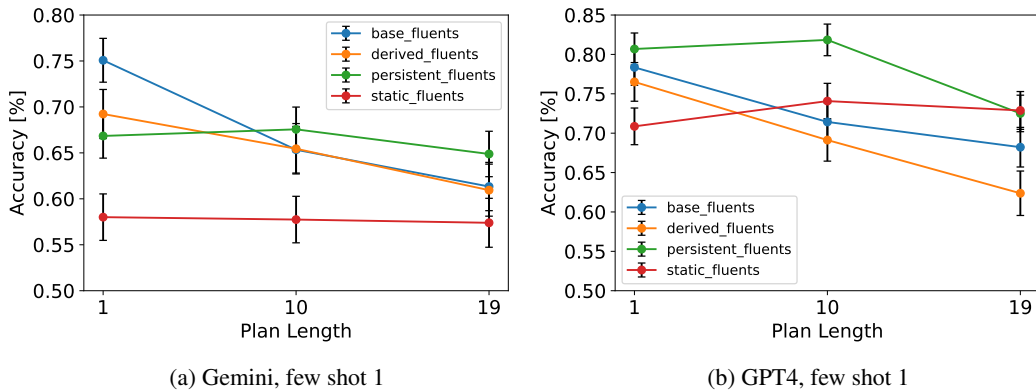 0.80
0.75
0.70
0.65
0.60
0.55
0.50
Accuracy [%]
base_fluents
derived_fluents
persistent_fluents
static_fluents
1
10
19
Plan Length
(a) Gemini, few shot 1
0.85
0.80
0.75
0.70
0.65
0.60
0.55
0.50
Accuracy [%]
base_fluents
derived_fluents
persistent_fluents
static_fluents
1
10
19
Plan Length
(b) GPT4, few shot 1